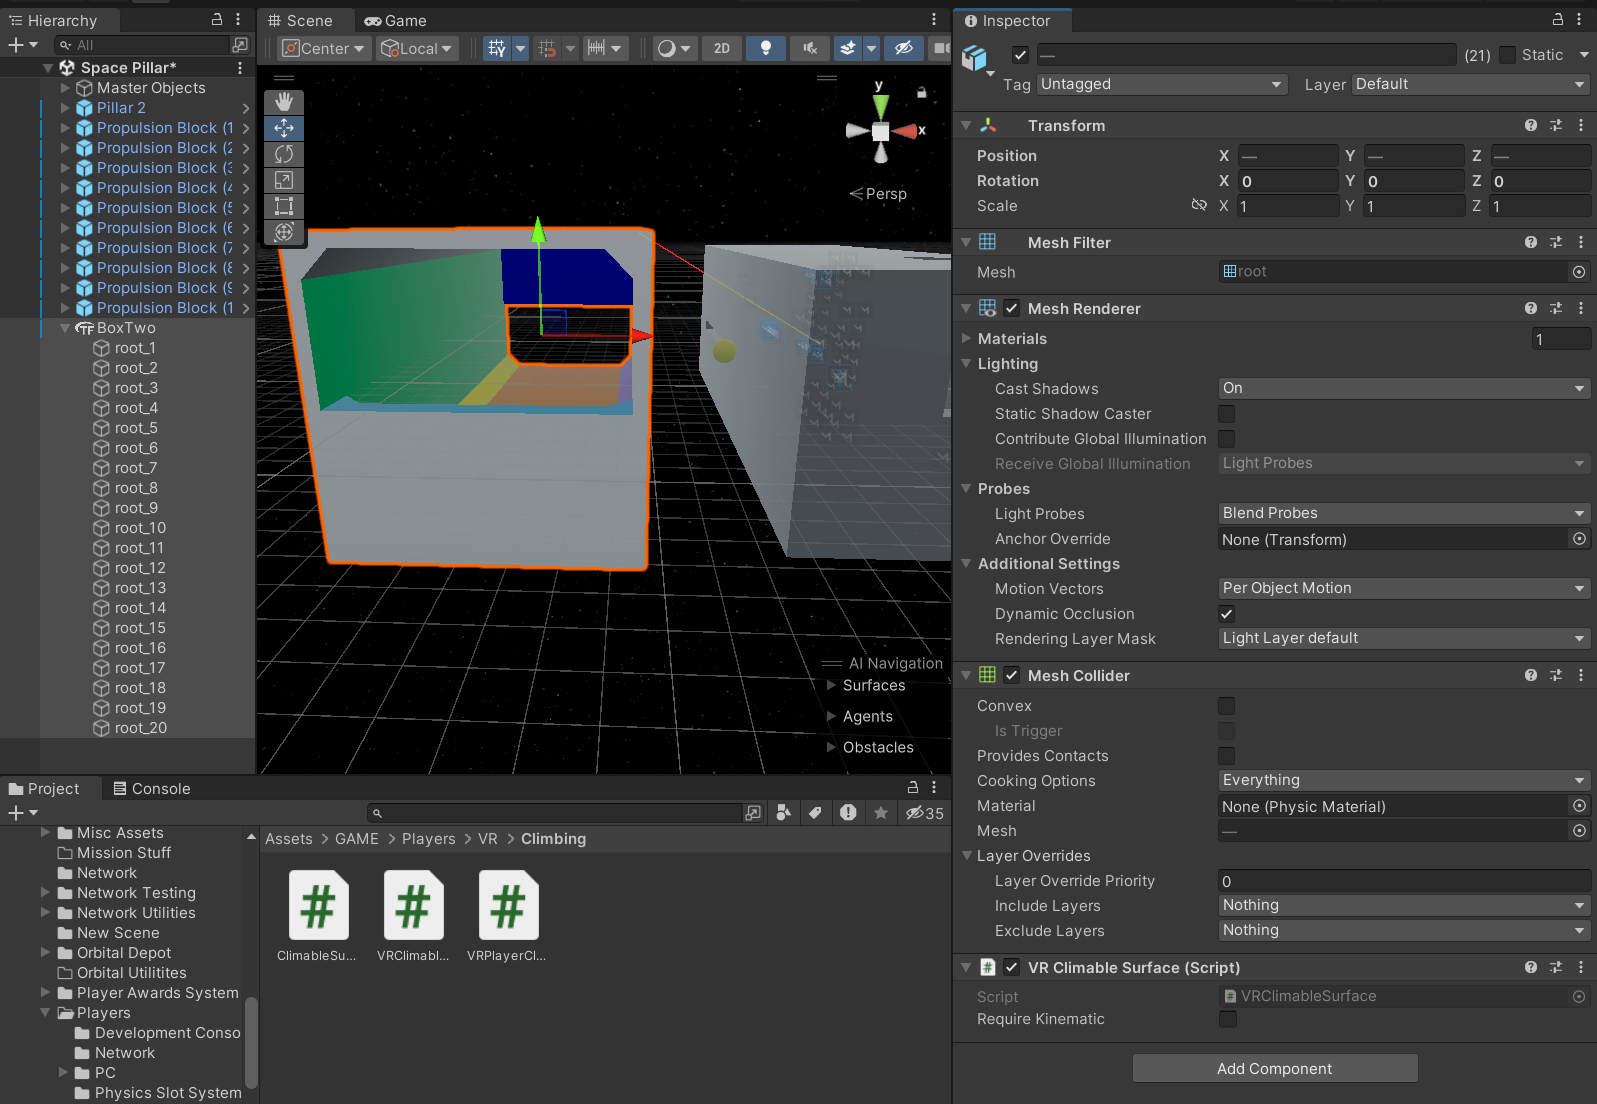 Hierarchy
All
Space Pillar*
Master Objects
Pillar 2
Propulsion Block (1
Propulsion Block (2
Propulsion Block (3
Propulsion Block (4
Propulsion Block (5
Propulsion Block (6
Propulsion Block (7
Propulsion Block (8
Propulsion Block (9
Propulsion Block (1
BoxTwo
root_1
root_2
root_3
root_4
root_5
root_6
root_7
root_8
root_9
root_10
root_11
root_12
root_13
root_14
root_15
root_16
root_17
root_18
root_19
root_20
Scene
Game
Center
Local
2D
y
x
Persp
AI Navigation
Surfaces
Agents
Obstacles
Project
Console
35
Misc Assets
Mission Stuff
Network
Network Testing
Network Utilities
New Scene
Orbital Depot
Orbital Utilitites
Player Awards System
Players
Development Conso
Network
PC
Physics Slot System
Assets > GAME > Players > VR > Climbing
# # #
ClimableSu... VRClimabl... VRPlayerCl...
Inspector
— (21) Static
Tag Untagged Layer Default
Transform
Position X — Y — Z —
Rotation X 0 Y 0 Z 0
Scale X 1 Y 1 Z 1
Mesh Filter
Mesh root
Mesh Renderer
Materials 1
Lighting
Cast Shadows On
Static Shadow Caster
Contribute Global Illumination
Receive Global Illumination Light Probes
Probes
Light Probes Blend Probes
Anchor Override None (Transform)
Additional Settings
Motion Vectors Per Object Motion
Dynamic Occlusion
Rendering Layer Mask Light Layer default
Mesh Collider
Convex
Is Trigger
Provides Contacts
Cooking Options Everything
Material None (Physic Material)
Mesh —
Layer Overrides
Layer Override Priority 0
Include Layers Nothing
Exclude Layers Nothing
# VR Climable Surface (Script)
Script # VRClimableSurface
Require Kinematic
Add Component